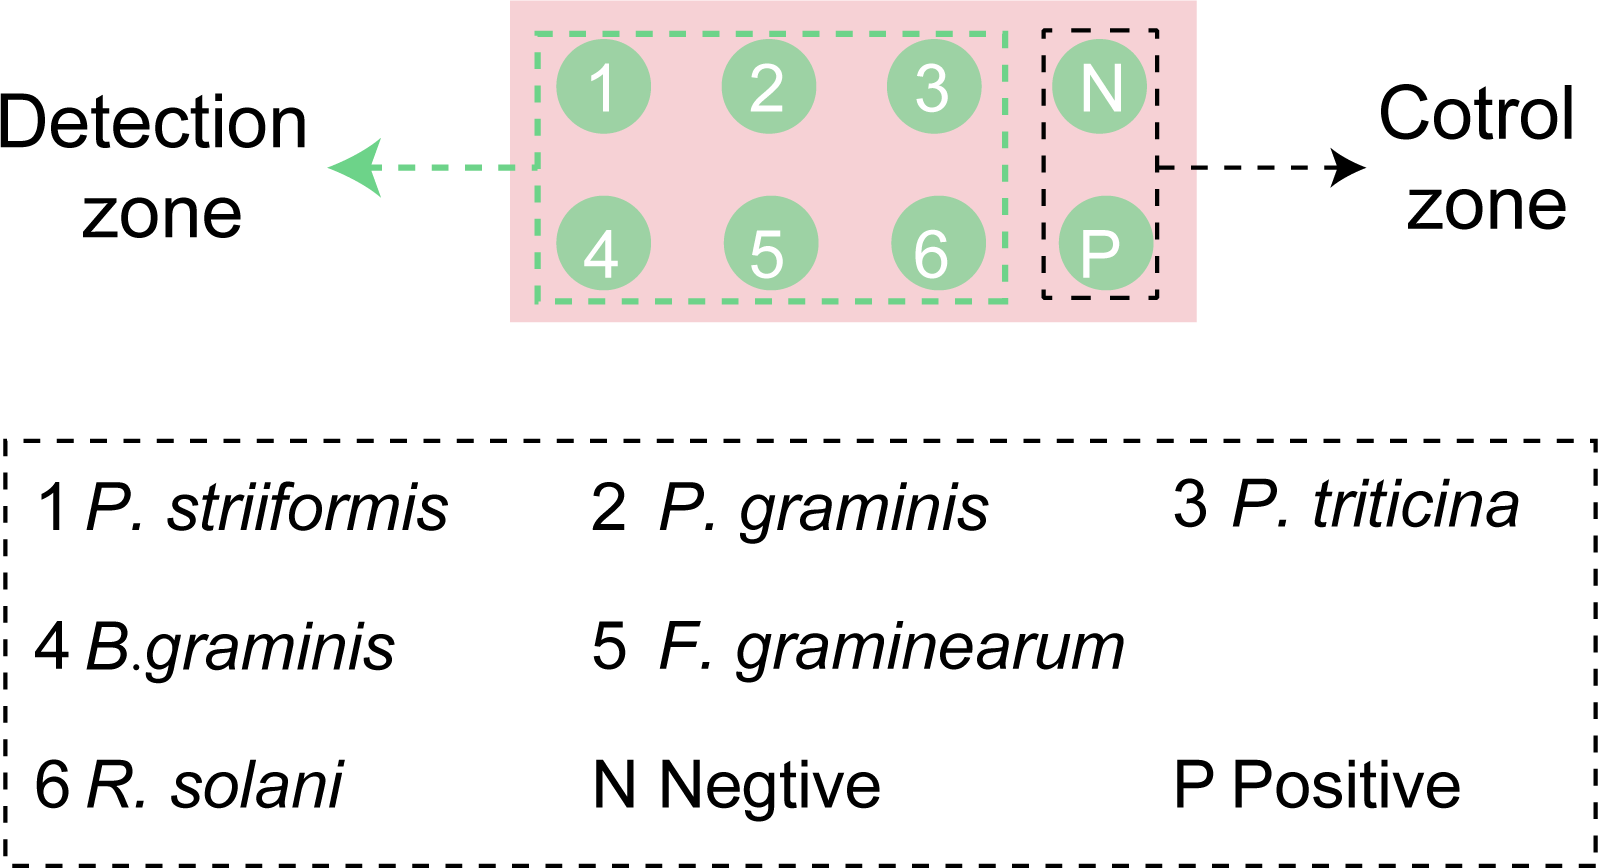 Detection
zone
1 2 3 N
4 5 6 P
Cotrol
zone
1 P. striiformis 2 P. graminis 3 P. triticina
4 B.graminis 5 F. graminearum
6 R. solani N Negtive P Positive